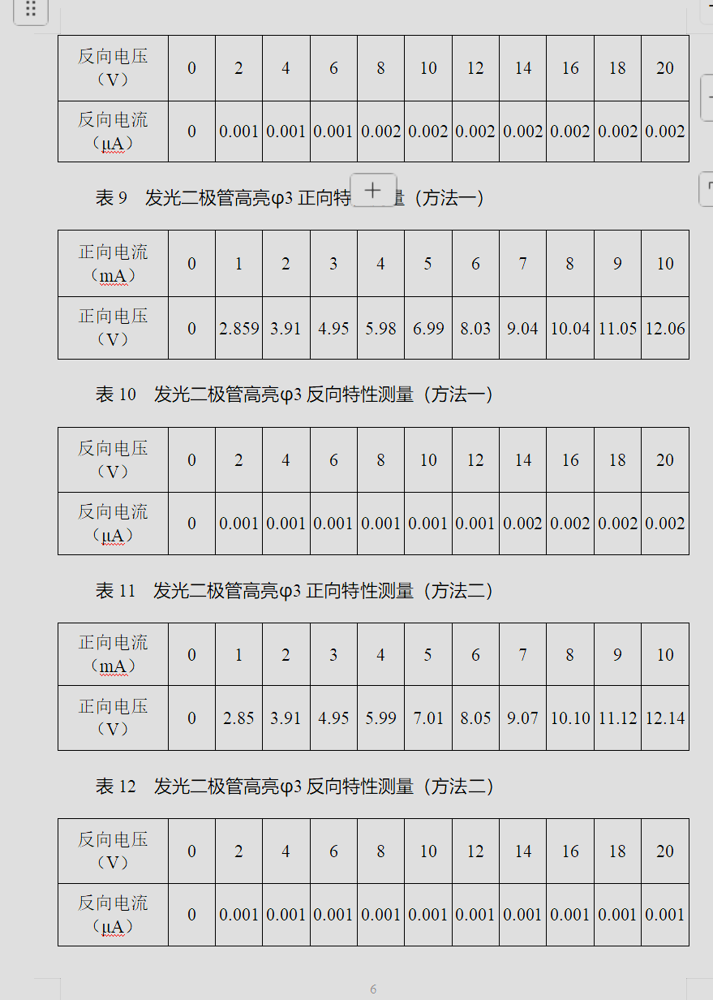 反向电压（V） 0 2 4 6 8 10 12 14 16 18 20
反向电流（μA） 0 0.001 0.001 0.001 0.002 0.002 0.002 0.002 0.002 0.002 0.002
表 9 发光二极管高亮φ3 正向特 量（方法一）
正向电流（mA） 0 1 2 3 4 5 6 7 8 9 10
正向电压（V） 0 2.859 3.91 4.95 5.98 6.99 8.03 9.04 10.04 11.05 12.06
表 10 发光二极管高亮φ3 反向特性测量（方法一）
反向电压（V） 0 2 4 6 8 10 12 14 16 18 20
反向电流（μA） 0 0.001 0.001 0.001 0.001 0.001 0.001 0.002 0.002 0.002 0.002
表 11 发光二极管高亮φ3 正向特性测量（方法二）
正向电流（mA） 0 1 2 3 4 5 6 7 8 9 10
正向电压（V） 0 2.85 3.91 4.95 5.99 7.01 8.05 9.07 10.10 11.12 12.14
表 12 发光二极管高亮φ3 反向特性测量（方法二）
反向电压（V） 0 2 4 6 8 10 12 14 16 18 20
反向电流（μA） 0 0.001 0.001 0.001 0.001 0.001 0.001 0.001 0.001 0.001 0.001
6